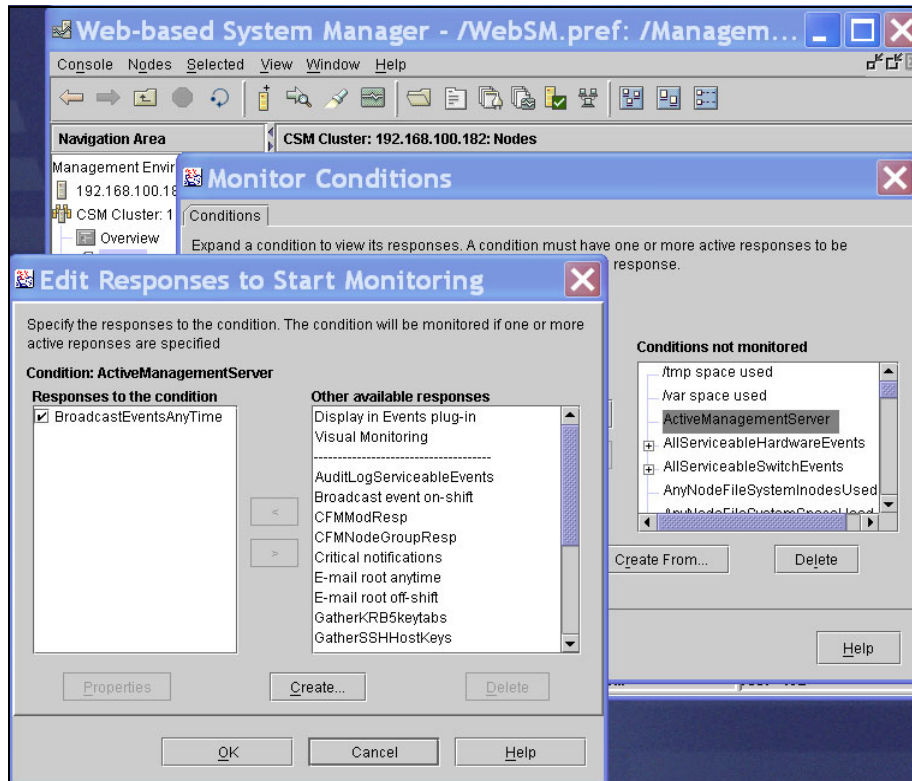 Web-based System Manager - /WebSM.pref: /Managem...
Console Nodes Selected View Window Help
Navigation Area
CSM Cluster: 192.168.100.182: Nodes
Management Envir
192.168.100.18
CSM Cluster: 1
Overview
Monitor Conditions
Conditions
Expand a condition to view its responses. A condition must have one or more active responses to be
response.
Conditions not monitored
/tmp space used
/var space used
ActiveManagementServer
AllServiceableHardwareEvents
AllServiceableSwitchEvents
AnyNodeFileSystemInodesUsed
Create From...
Delete
Help
Edit Responses to Start Monitoring
Specify the responses to the condition. The condition will be monitored if one or more
active reponses are specified
Condition: ActiveManagementServer
Responses to the condition
BroadcastEventsAnyTime
Other available responses
Display in Events plug-in
Visual Monitoring
------------------------------------
AuditLogServiceableEvents
Broadcast event on-shift
CFMModResp
CFMNodeGroupResp
Critical notifications
E-mail root anytime
E-mail root off-shift
GatherKRB5keytabs
GatherSSHHostKeys
<
>
Properties
Create...
Delete
OK
Cancel
Help